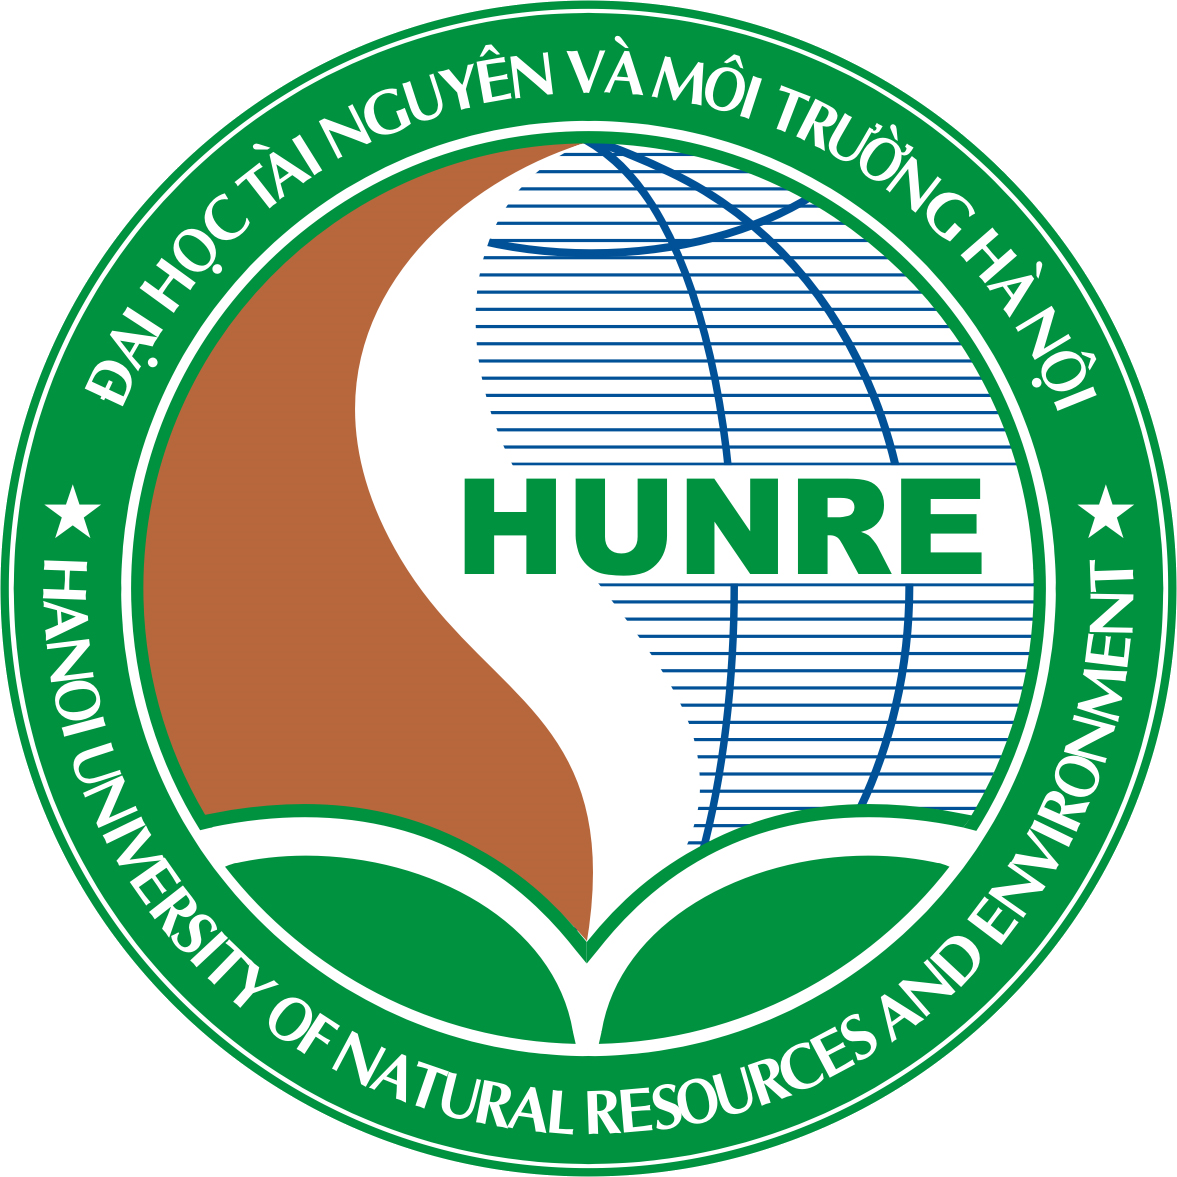 ĐẠI HỌC TÀI NGUYÊN VÀ MÔI TRƯỜNG HÀ NỘI
HUNRE
HANOI UNIVERSITY OF NATURAL RESOURCES AND ENVIRONMENT